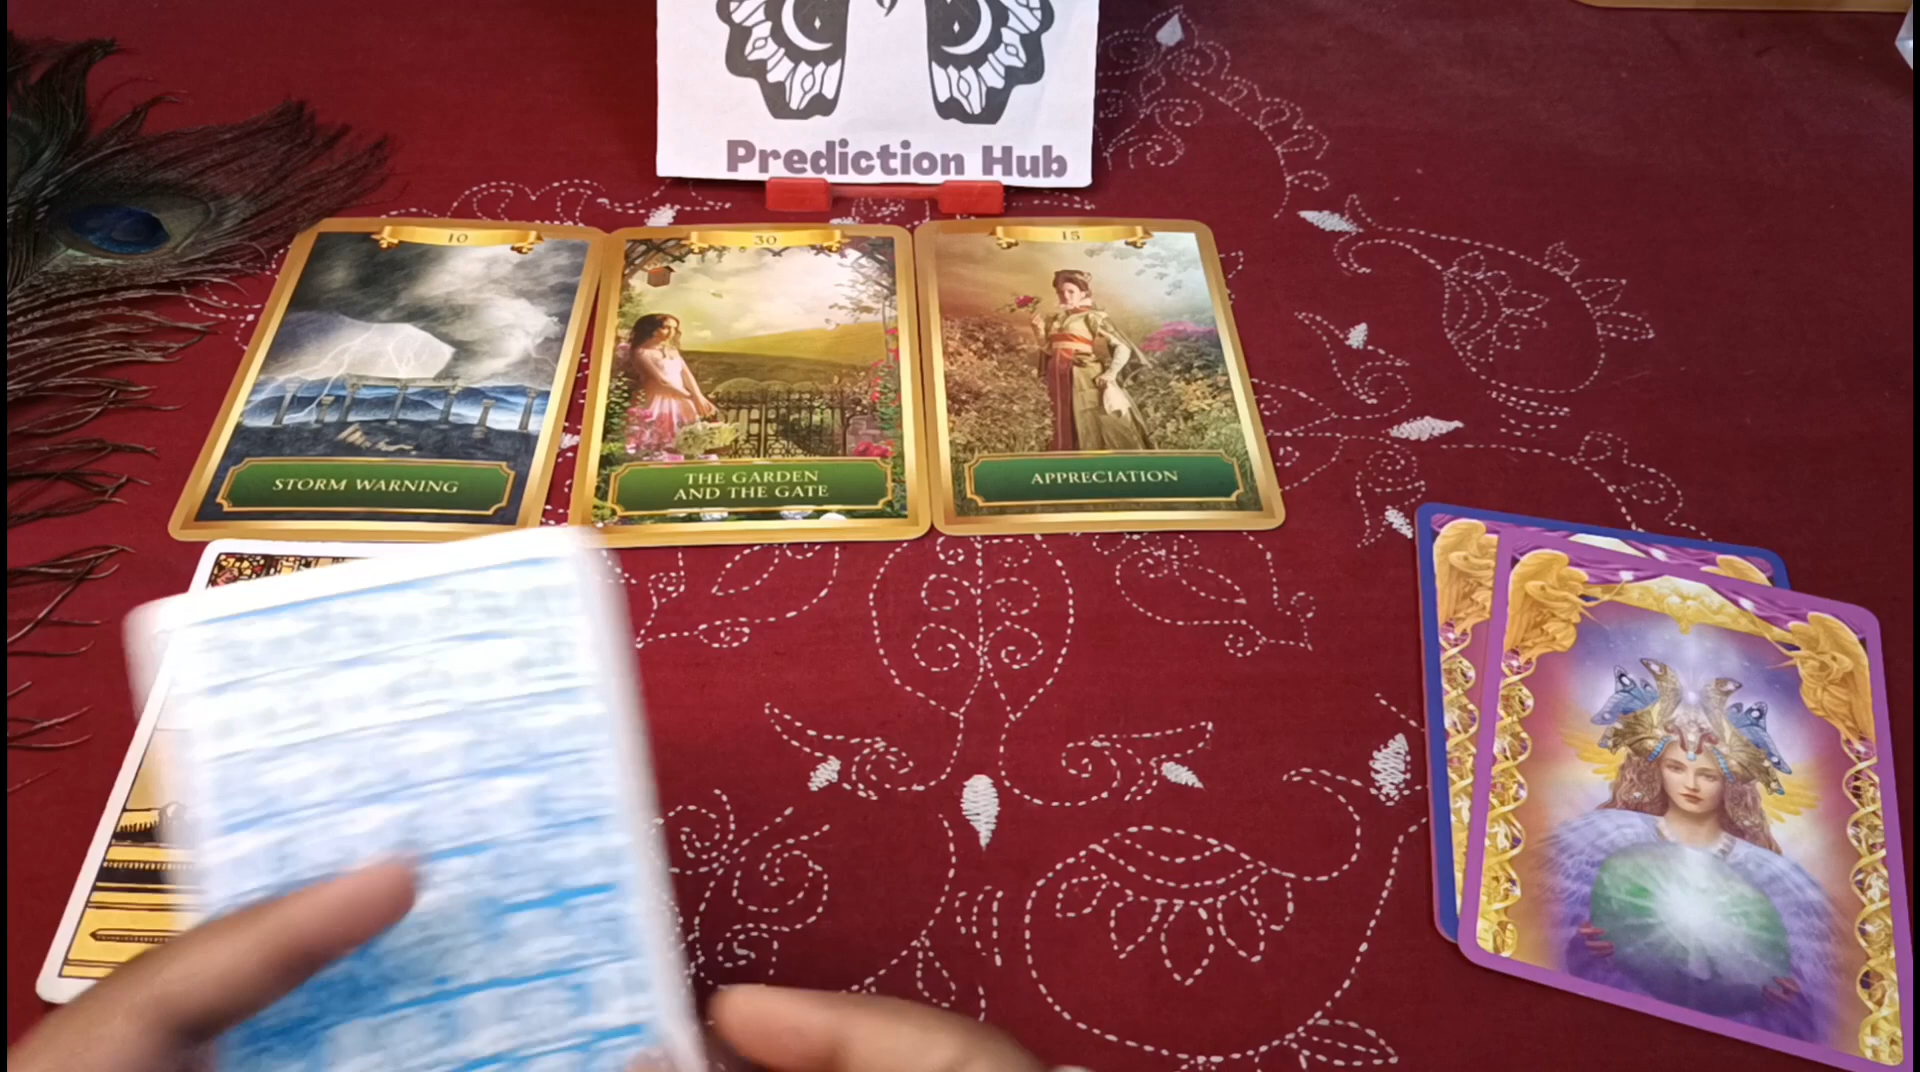 Prediction Hub
10
30
15
STORM WARNING
THE GARDEN
AND THE GATE
APPRECIATION